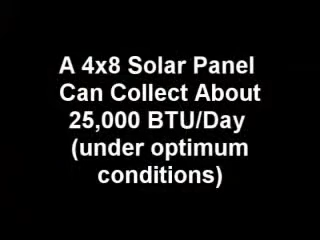 A 4x8 Solar Panel
Can Collect About
25,000 BTU/Day
(under optimum
conditions)